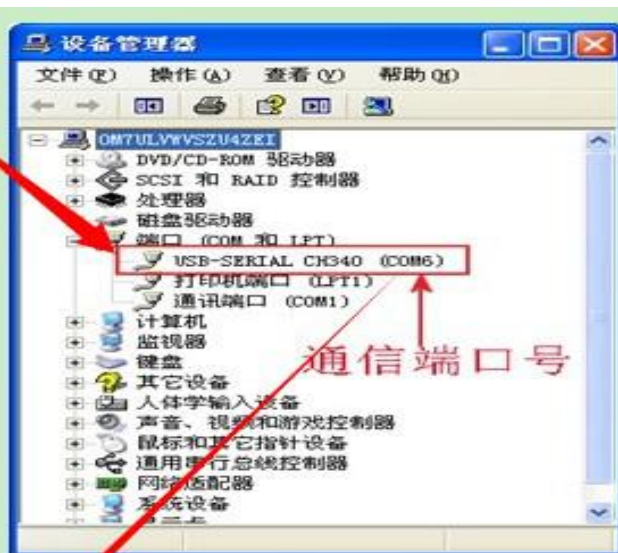 设备管理器
文件(F) 操作(A) 查看(V) 帮助(H)
OM7ULVWVSZU4ZEI
DVD/CD-ROM 驱动器
SCSI 和 RAID 控制器
处理器
磁盘驱动器
端口 (COM 和 LPT)
USB-SERIAL CH340 (COM6)
打印机端口 (LPT1)
通讯端口 (COM1)
计算机
监视器
通信端口号
键盘
其它设备
人体学输入设备
声音、视频和游戏控制器
鼠标和其它指针设备
通用串行总线控制器
网络适配器
系统设备
显示卡